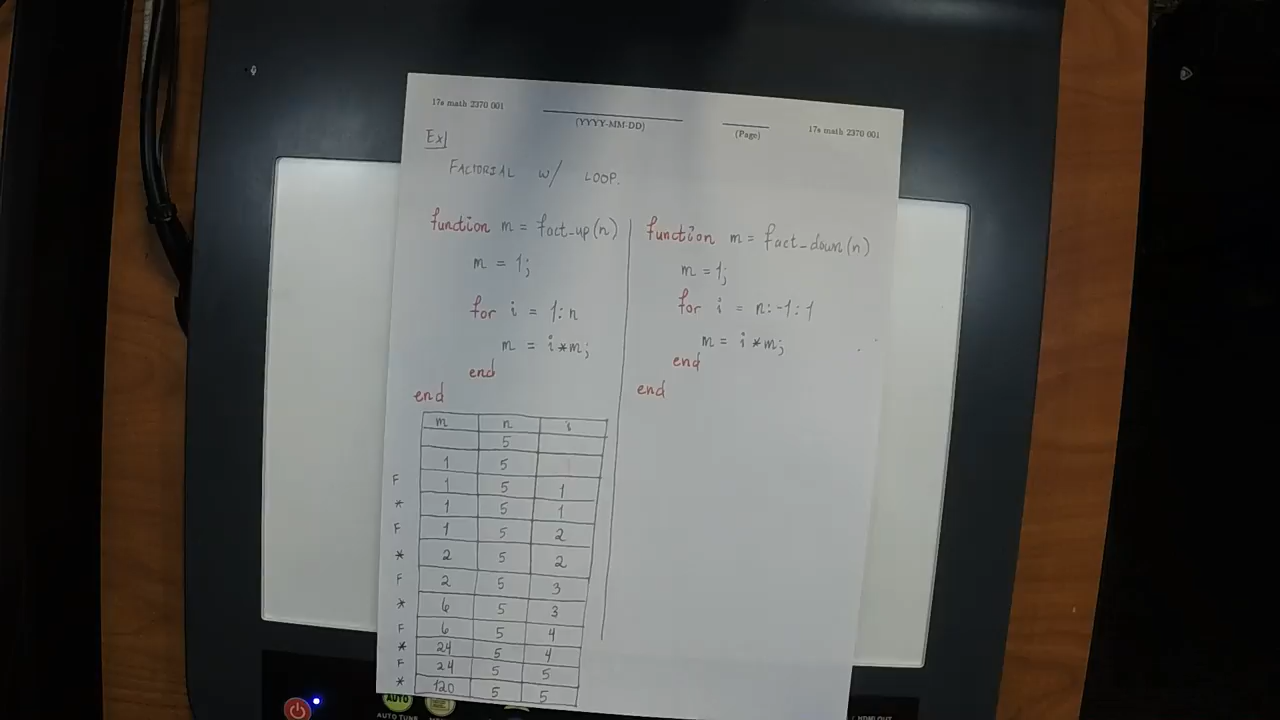 17s math 2370 001
(YYYY-MM-DD)
(Page)
17s math 2370 001
Ex
FACTORIAL W/ LOOP.
function m = fact_up(n)
m = 1;
for i = 1:n
m = i*m;
end
end
function m = fact_down(n)
m = 1;
for i = n:-1:1
m = i*m;
end
end
m n i
5
1 5
F 1 5 1
* 1 5 1
F 1 5 2
* 2 5 2
F 2 5 3
* 6 5 3
F 6 5 4
* 24 5 4
F 24 5 5
* 120 5 5
AUTO
AUTO TUNE